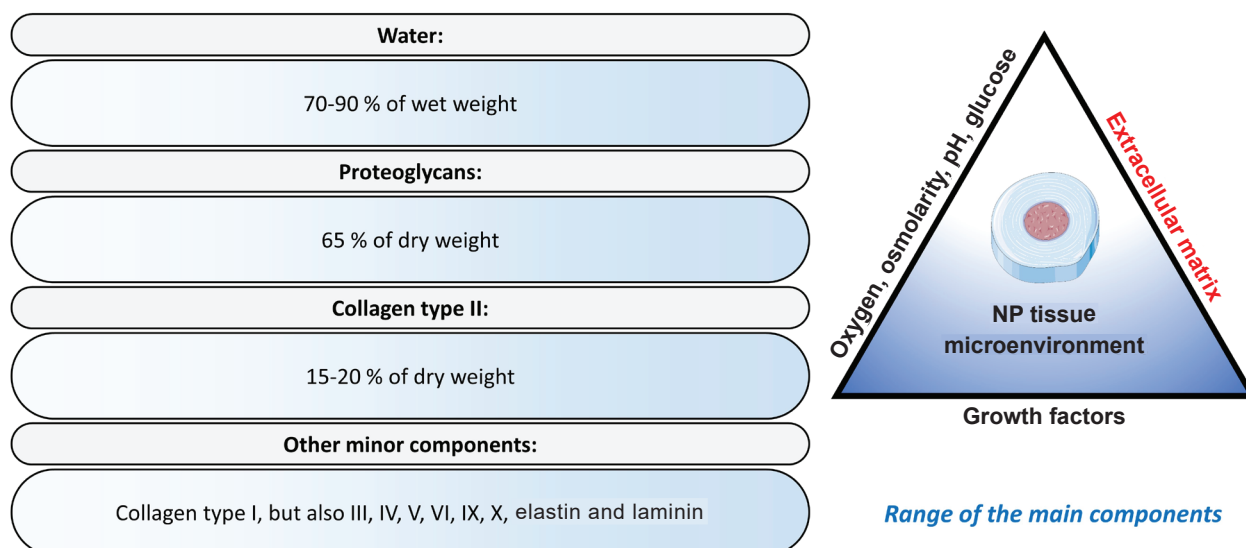 Water:
70-90 % of wet weight
Proteoglycans:
65 % of dry weight
Collagen type II:
15-20 % of dry weight
Other minor components:
Collagen type I, but also III, IV, V, VI, IX, X, elastin and laminin
Oxygen, osmolarity, pH, glucose
Extracellular matrix
NP tissue
microenvironment
Growth factors
Range of the main components